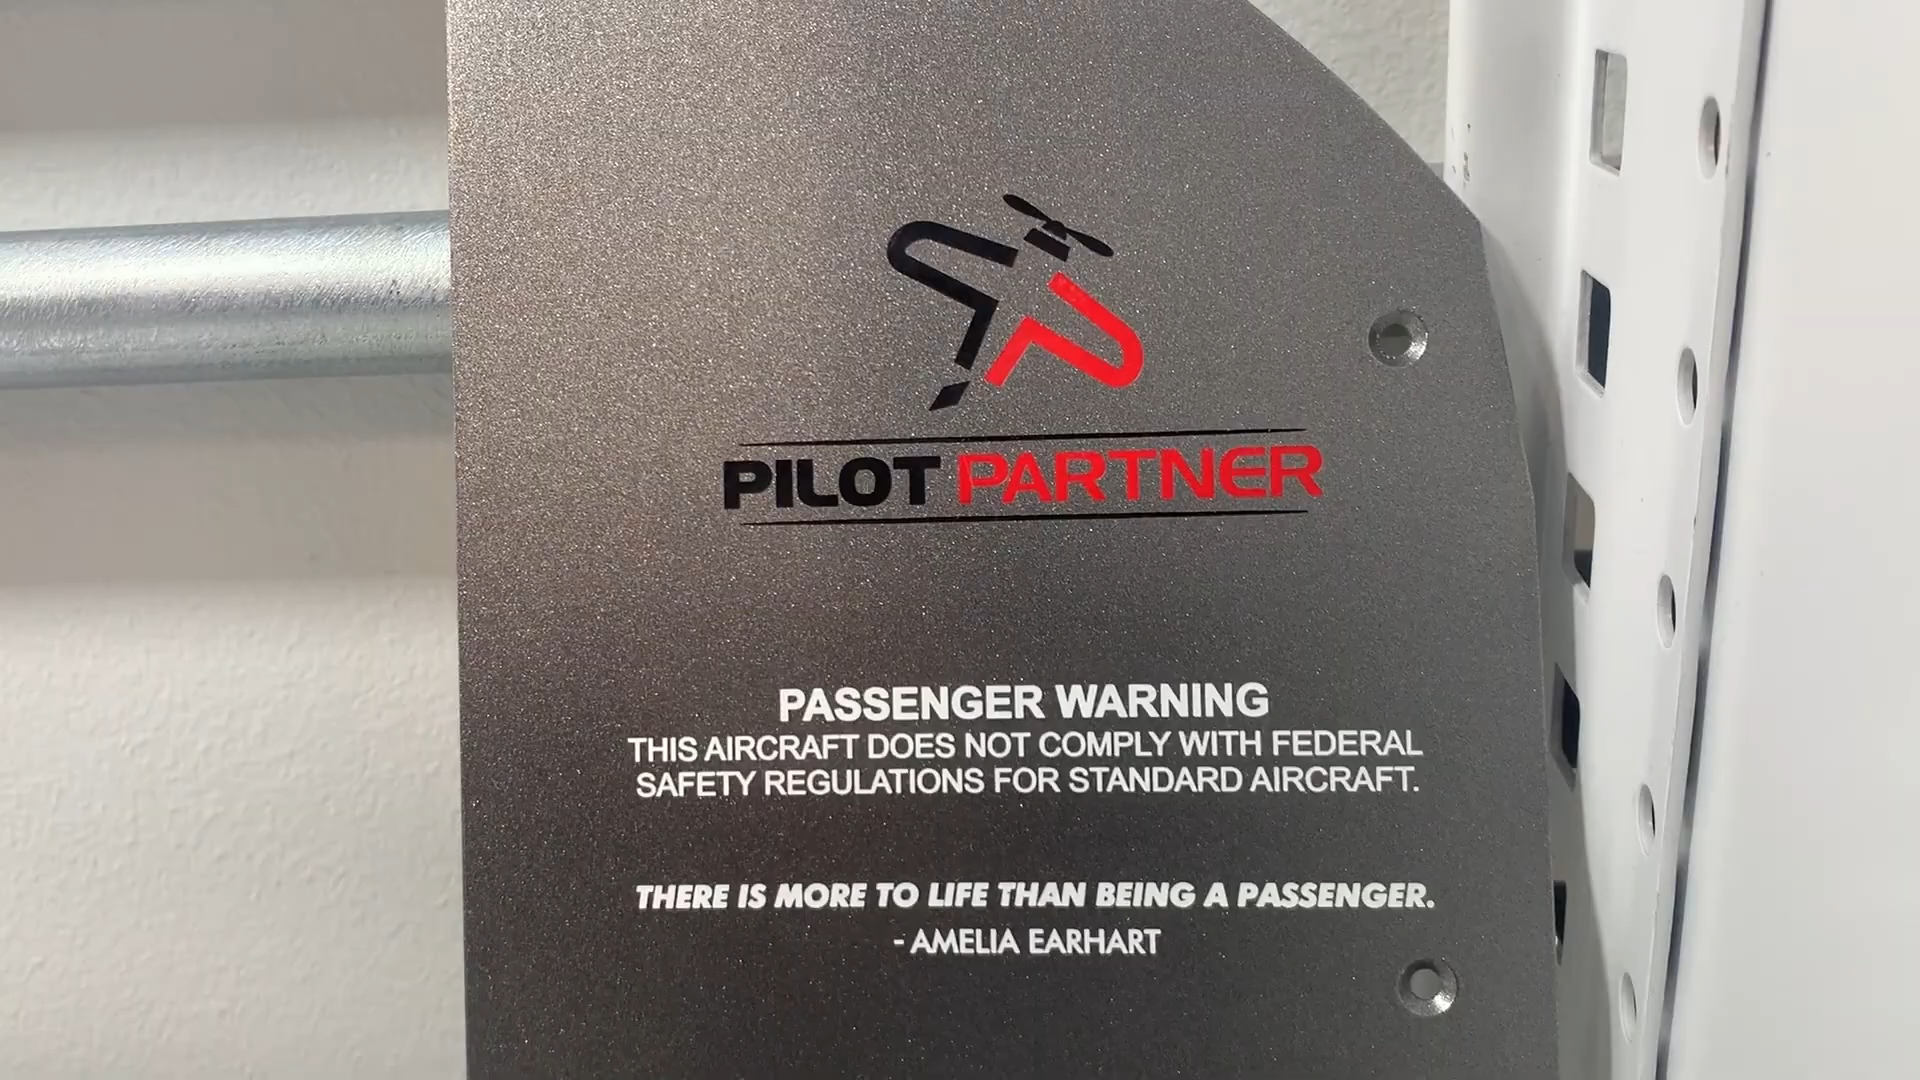 PILOT PARTNER
PASSENGER WARNING
THIS AIRCRAFT DOES NOT COMPLY WITH FEDERAL
SAFETY REGULATIONS FOR STANDARD AIRCRAFT.
THERE IS MORE TO LIFE THAN BEING A PASSENGER.
- AMELIA EARHART